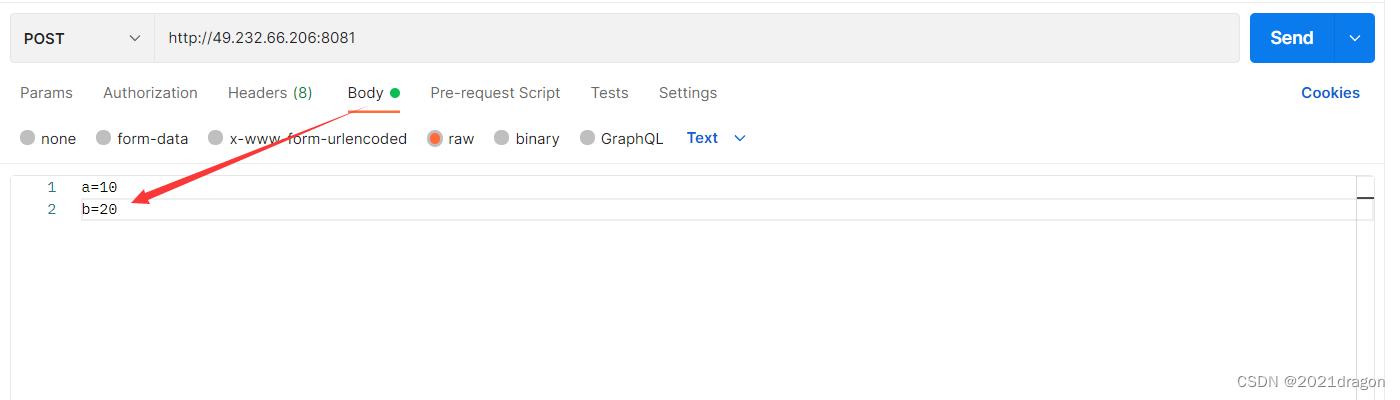 POST http://49.232.66.206:8081 Send
Params Authorization Headers (8) Body Pre-request Script Tests Settings Cookies
none form-data x-www-form-urlencoded raw binary GraphQL Text
1 a=10
2 b=20
CSDN @2021dragon